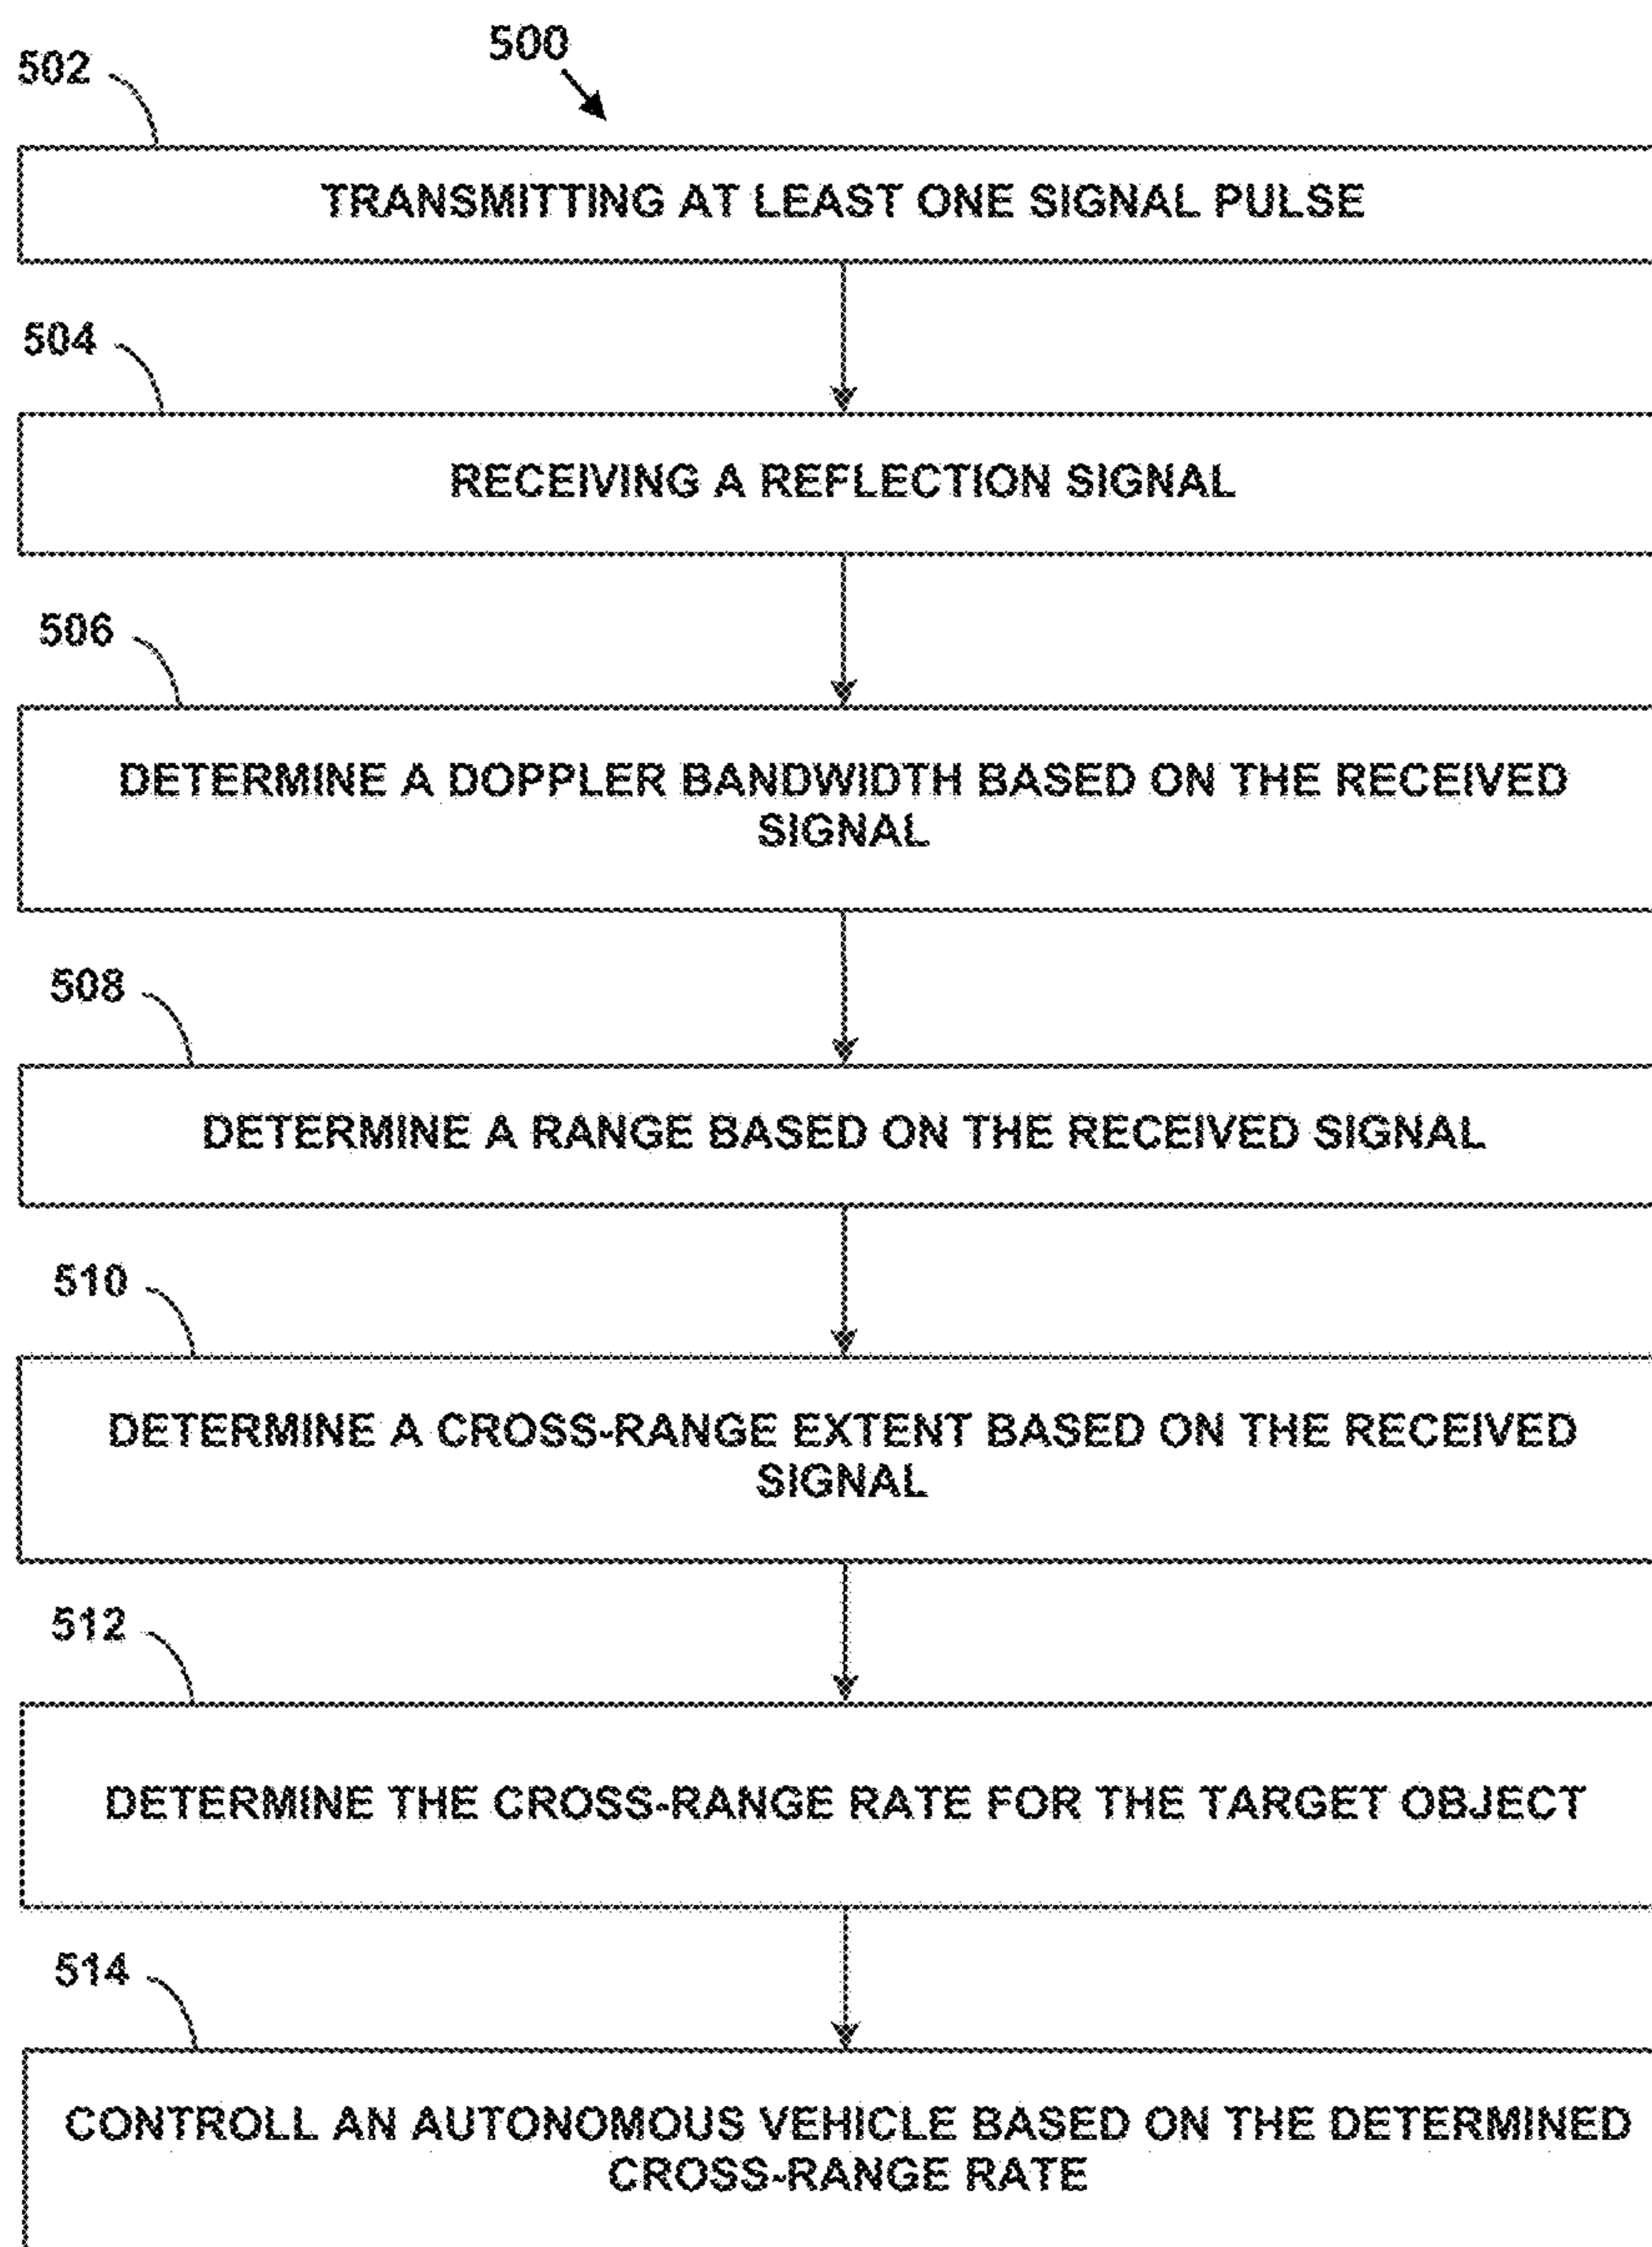 500
502
TRANSMITTING AT LEAST ONE SIGNAL PULSE
504
RECEIVING A REFLECTION SIGNAL
506
DETERMINE A DOPPLER BANDWIDTH BASED ON THE RECEIVED
SIGNAL
508
DETERMINE A RANGE BASED ON THE RECEIVED SIGNAL
510
DETERMINE A CROSS-RANGE EXTENT BASED ON THE RECEIVED
SIGNAL
512
DETERMINE THE CROSS-RANGE RATE FOR THE TARGET OBJECT
514
CONTROLL AN AUTONOMOUS VEHICLE BASED ON THE DETERMINED
CROSS-RANGE RATE